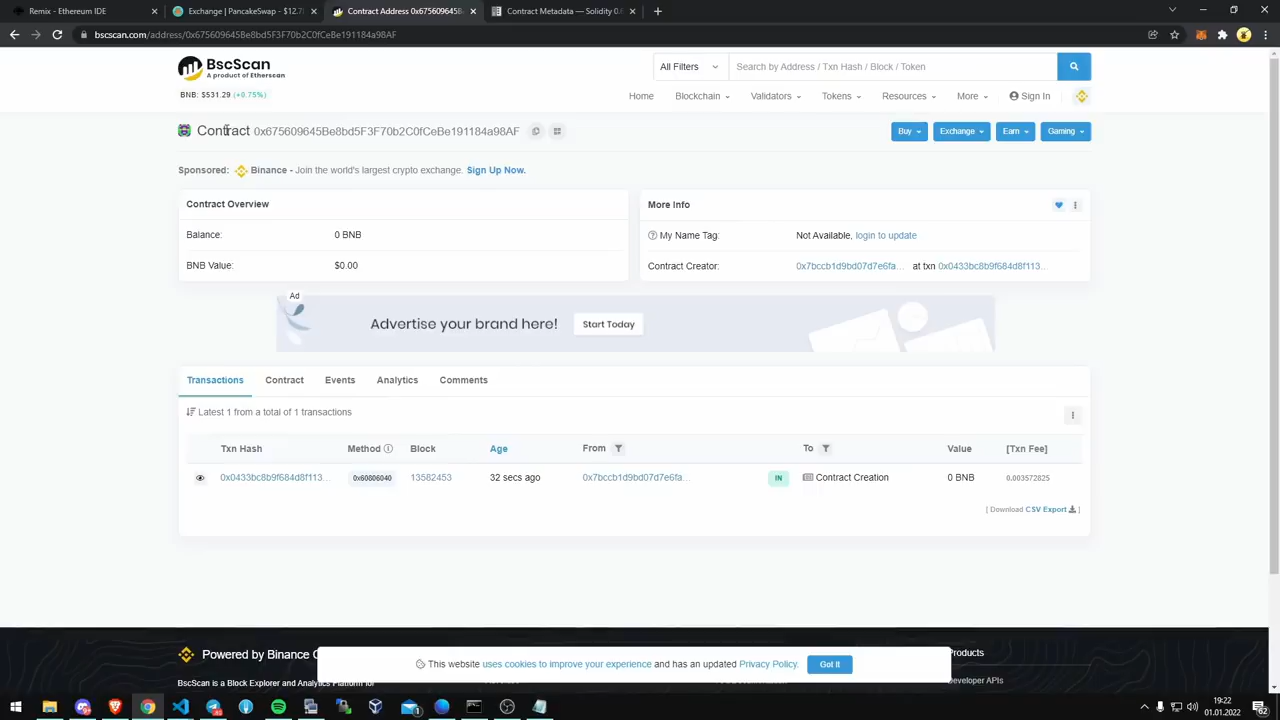 Remix - Ethereum IDE
Exchange | PancakeSwap - $12.7
Contract Address 0x6756096458
Contract Metadata — Solidity 0.
bscscan.com/address/0x675609645Be8bd5F3F70b2C0fCeBe191184a98AF
BscScan
A product of Etherscan
All Filters
Search by Address / Txn Hash / Block / Token
BNB: $531.29 (+0.75%)
Home
Blockchain
Validators
Tokens
Resources
More
Sign In
Contract 0x675609645Be8bd5F3F70b2C0fCeBe191184a98AF
Buy
Exchange
Earn
Gaming
Sponsored: Binance - Join the world's largest crypto exchange. Sign Up Now.
Contract Overview
Balance: 0 BNB
BNB Value: $0.00
More Info
My Name Tag: Not Available, login to update
Contract Creator: 0x7bccb1d9bd07d7e6fa... at txn 0x0433bc8b9f684d8f113...
Ad
Advertise your brand here!
Start Today
Transactions
Contract
Events
Analytics
Comments
Latest 1 from a total of 1 transactions
Txn Hash Method Block Age From To Value [Txn Fee]
0x0433bc8b9f684d8f113... 0x60806040 13582453 32 secs ago 0x7bccb1d9bd07d7e6fa... IN Contract Creation 0 BNB 0.003572825
[ Download CSV Export ]
Powered by Binance C
Products
This website uses cookies to improve your experience and has an updated Privacy Policy.
Got It
BscScan is a Block Explorer and Analytics Platform for
Developer APIs
19:22
01.01.2022